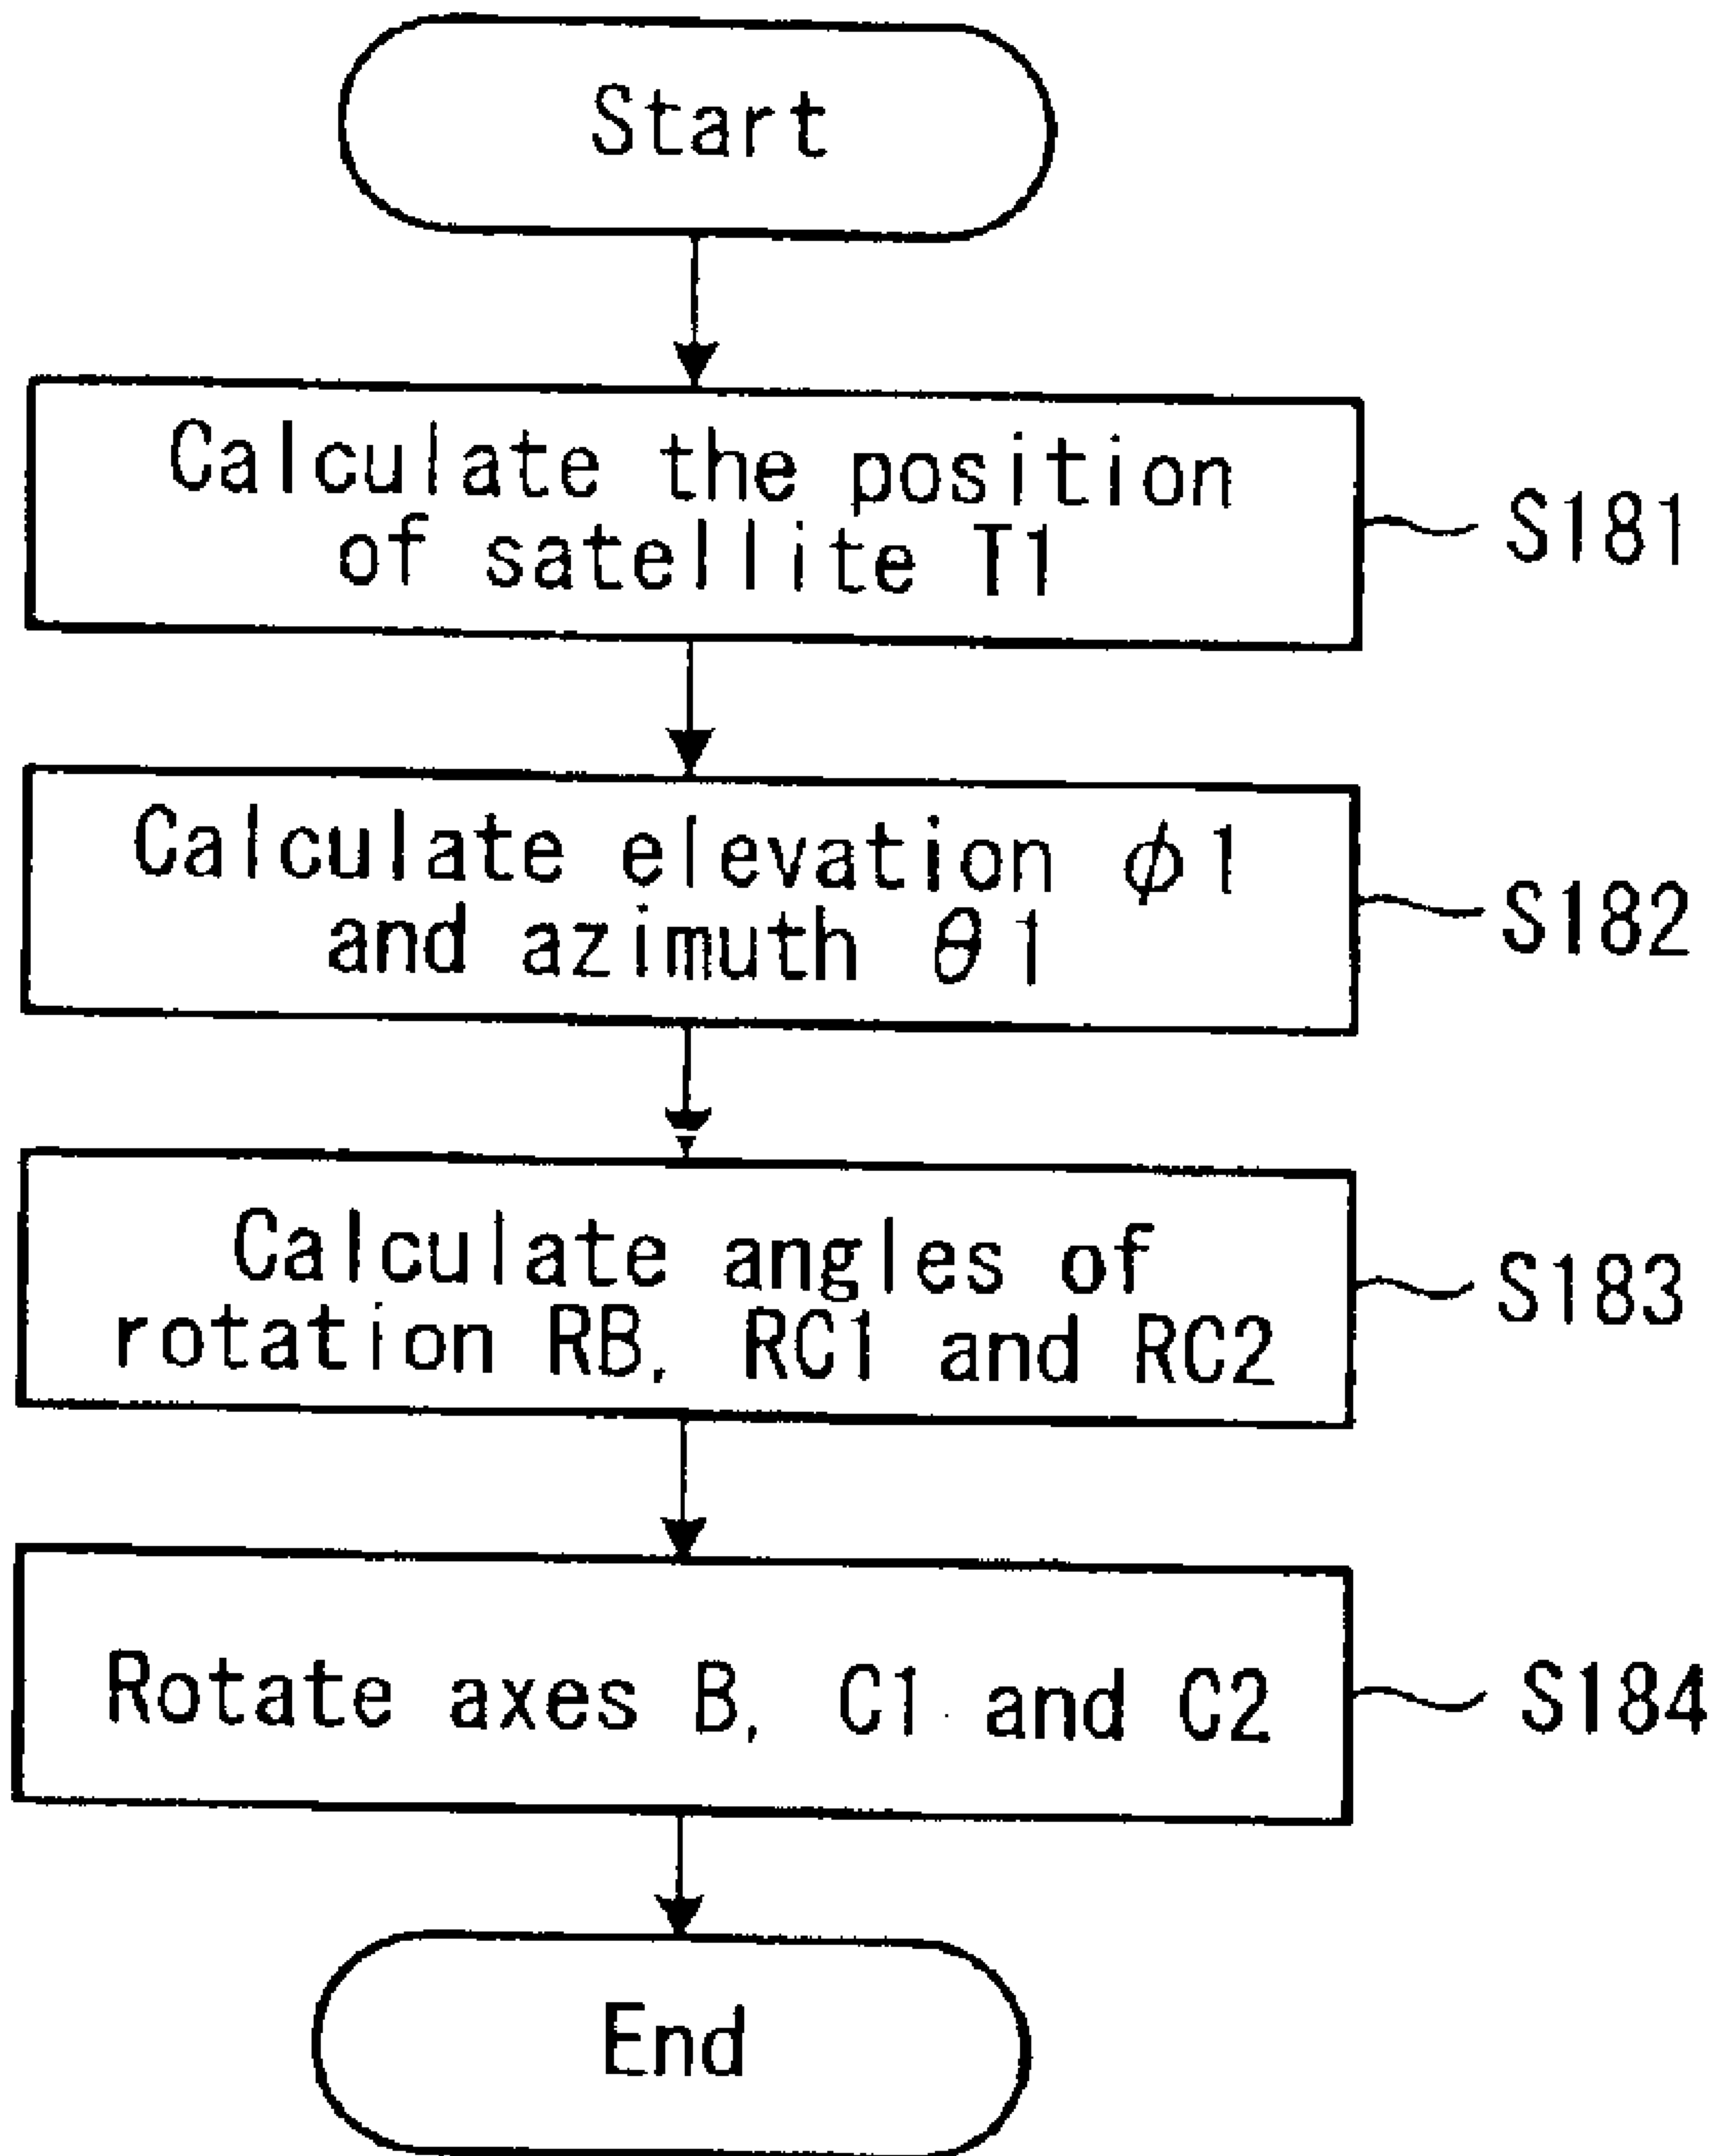 Start
Calculate the position
of satellite T1
S181
Calculate elevation φ1
and azimuth θ1
S182
Calculate angles of
rotation RB, RC1 and RC2
S183
Rotate axes B, C1 and C2
S184
End